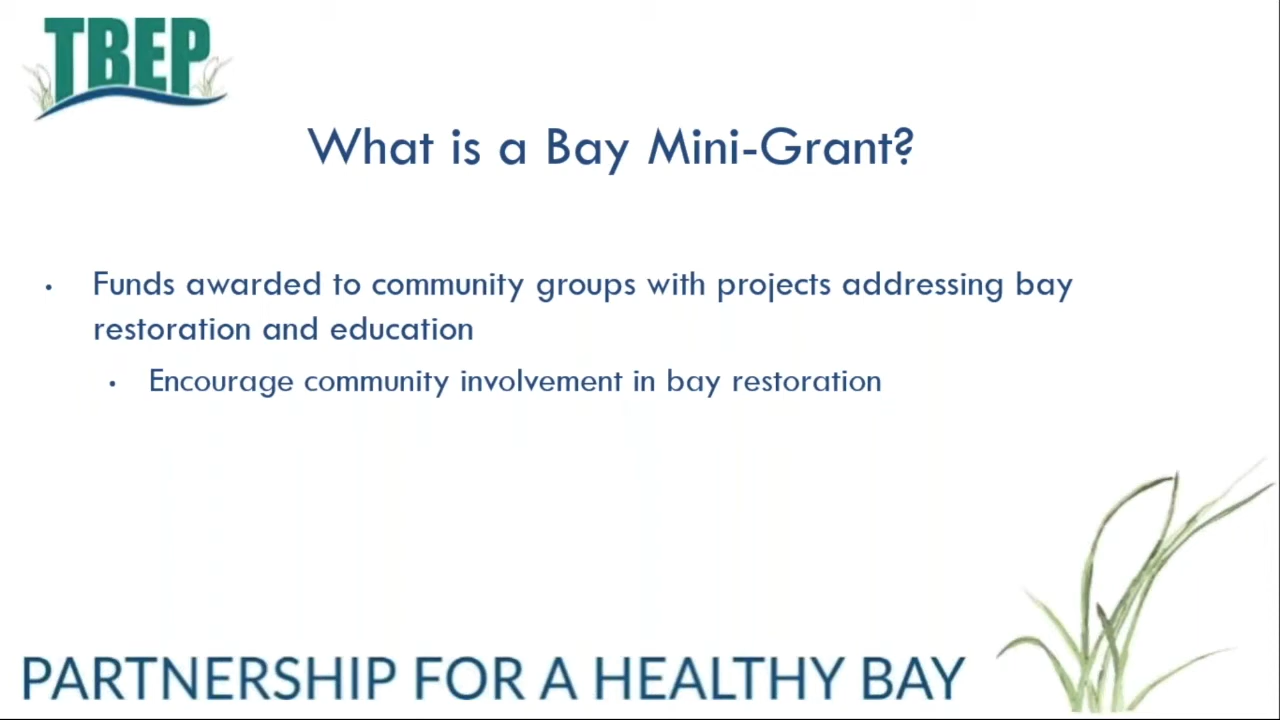 TBEP
What is a Bay Mini-Grant?
• Funds awarded to community groups with projects addressing bay
restoration and education
• Encourage community involvement in bay restoration
PARTNERSHIP FOR A HEALTHY BAY